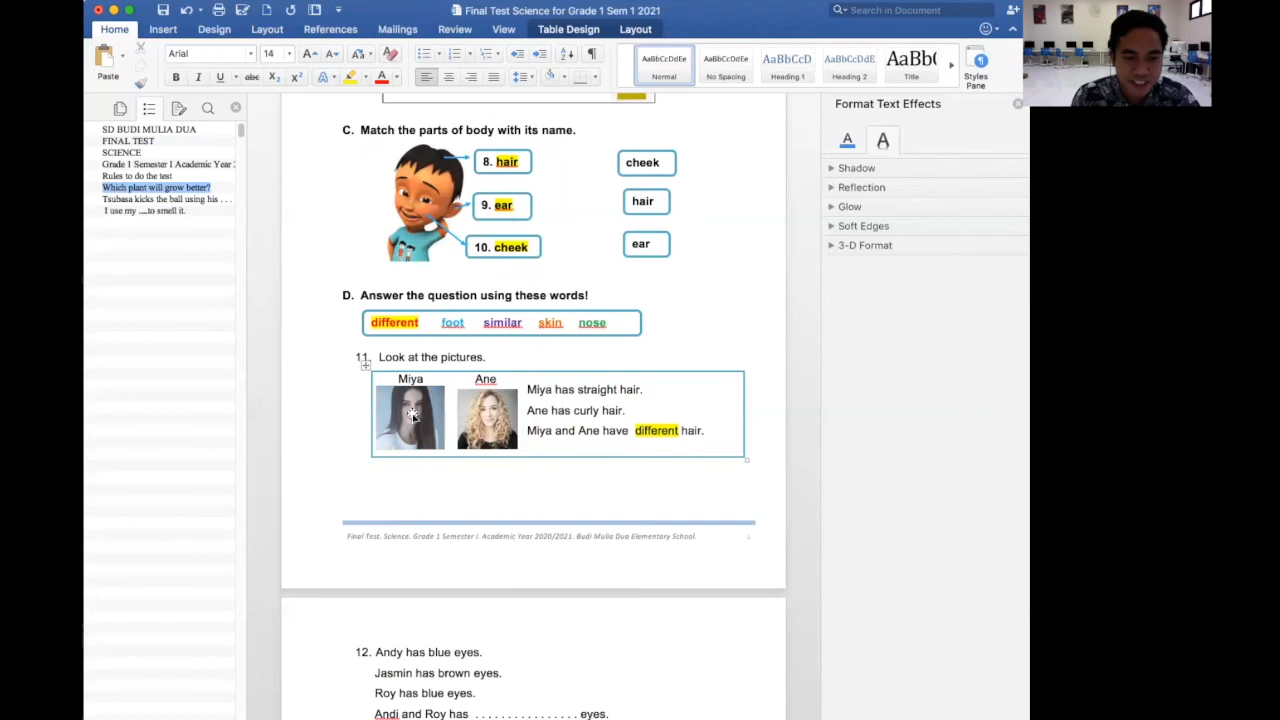 Final Test Science for Grade 1 Sem 1 2021
Search in Document
Home Insert Design Layout References Mailings Review View Table Design Layout
Paste
Arial 14
AaBbCcDdEe AaBbCcDdEe AaBbCcD AaBbCcDdE AaBb(
Normal No Spacing Heading 1 Heading 2 Title
Styles
Pane
SD BUDI MULIA DUA
FINAL TEST
SCIENCE
Grade 1 Semester I Academic Year
Rules to do the test
Which plant will grow better?
Tsubasa kicks the ball using his . . .
I use my ....to smell it.
C. Match the parts of body with its name.
8. hair
cheek
9. ear
hair
10. cheek
ear
D. Answer the question using these words!
different foot similar skin nose
11. Look at the pictures.
Miya Ane
Miya has straight hair.
Ane has curly hair.
Miya and Ane have different hair.
Final Test. Science. Grade 1 Semester I. Academic Year 2020/2021. Budi Mulia Dua Elementary School.
12. Andy has blue eyes.
Jasmin has brown eyes.
Roy has blue eyes.
Andi and Roy has . . . . . . . . . . . . . . . . eyes.
Format Text Effects
Shadow
Reflection
Glow
Soft Edges
3-D Format